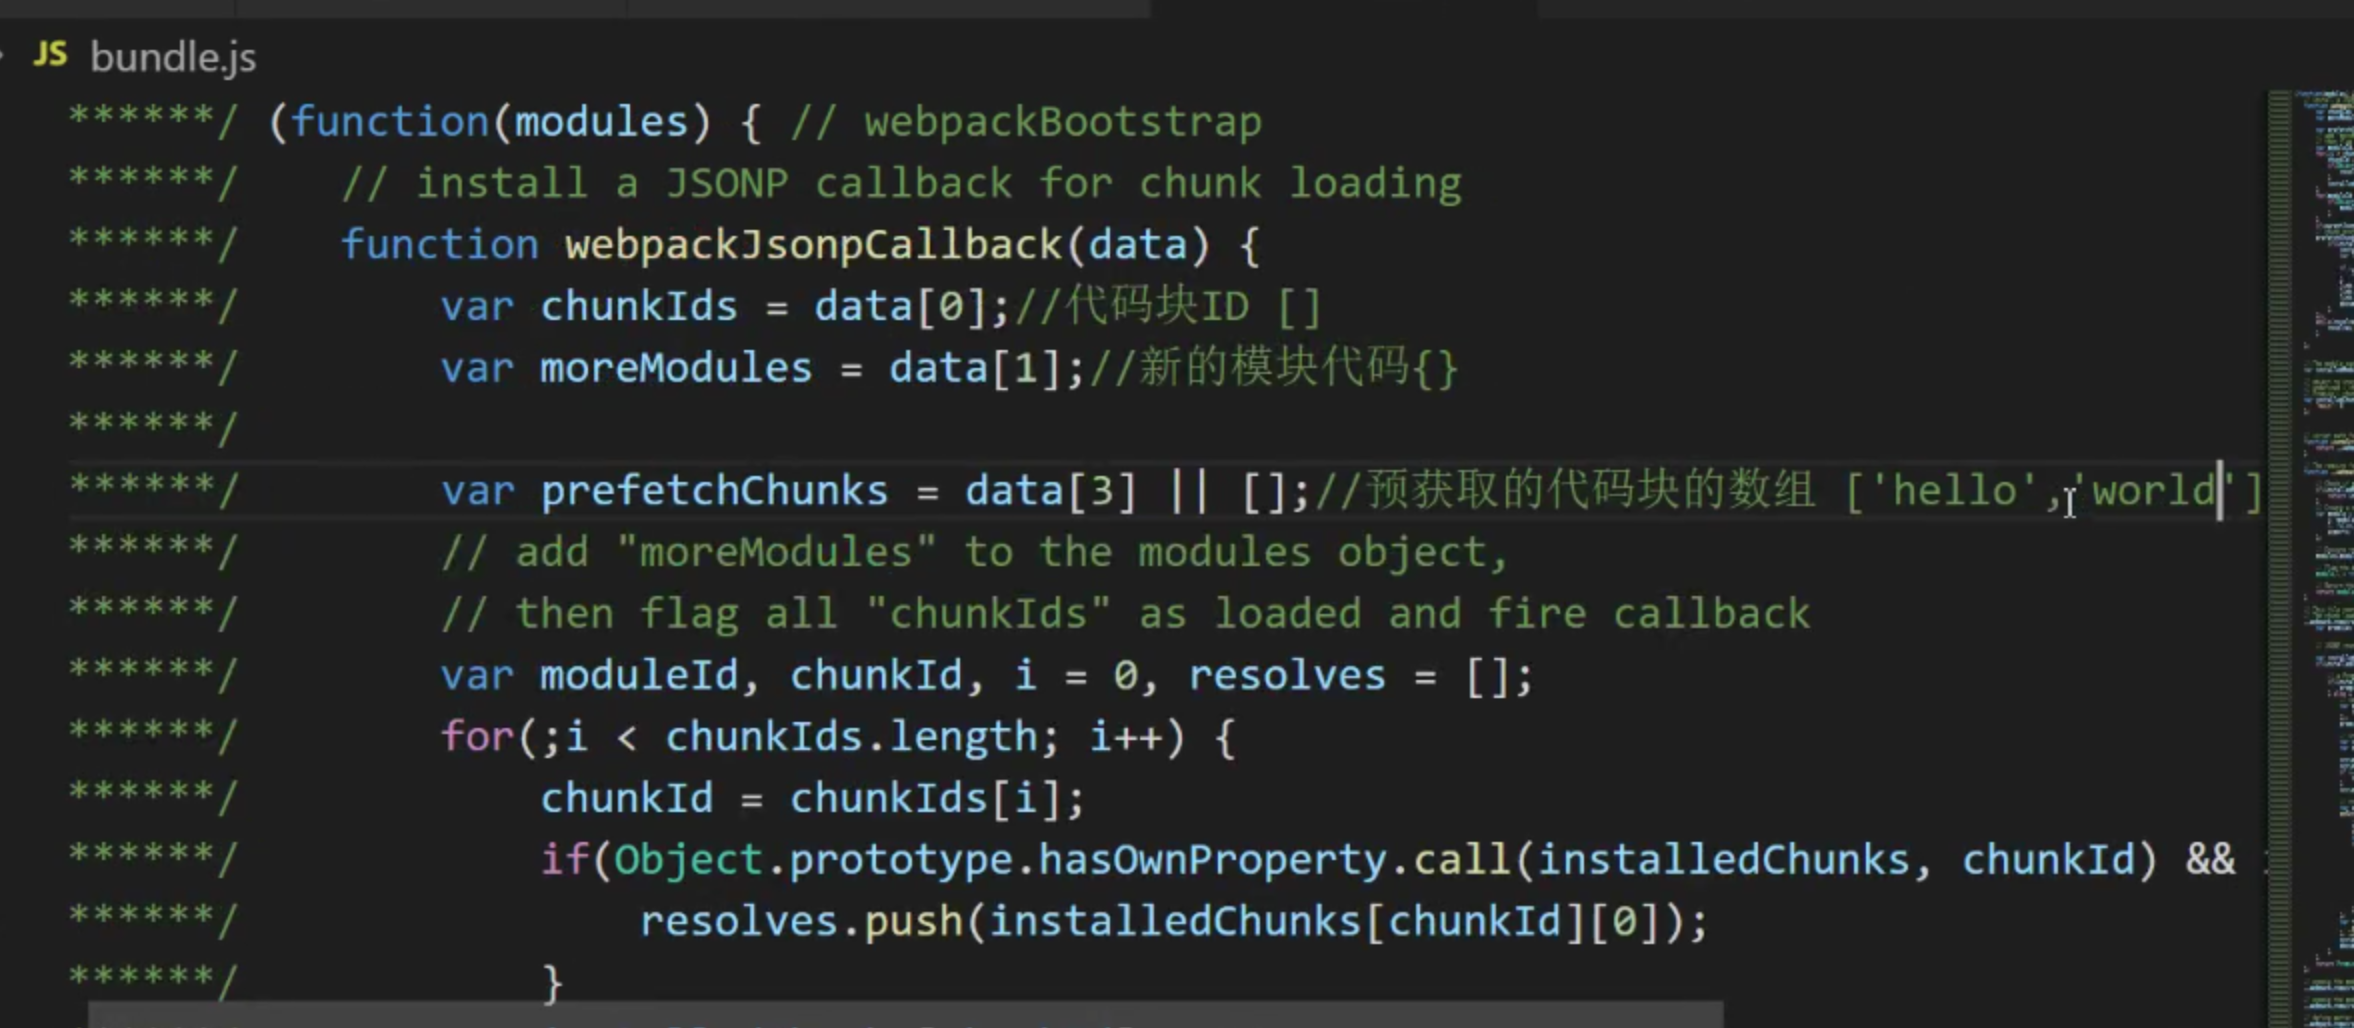 JS bundle.js
******/ (function(modules) { // webpackBootstrap
******/ // install a JSONP callback for chunk loading
******/ function webpackJsonpCallback(data) {
******/ var chunkIds = data[0];//代码块ID []
******/ var moreModules = data[1];//新的模块代码{}
******/
******/ var prefetchChunks = data[3] || [];//预获取的代码块的数组 ['hello','world']
******/ // add "moreModules" to the modules object,
******/ // then flag all "chunkIds" as loaded and fire callback
******/ var moduleId, chunkId, i = 0, resolves = [];
******/ for(;i < chunkIds.length; i++) {
******/ chunkId = chunkIds[i];
******/ if(Object.prototype.hasOwnProperty.call(installedChunks, chunkId) &&
******/ resolves.push(installedChunks[chunkId][0]);
******/ }